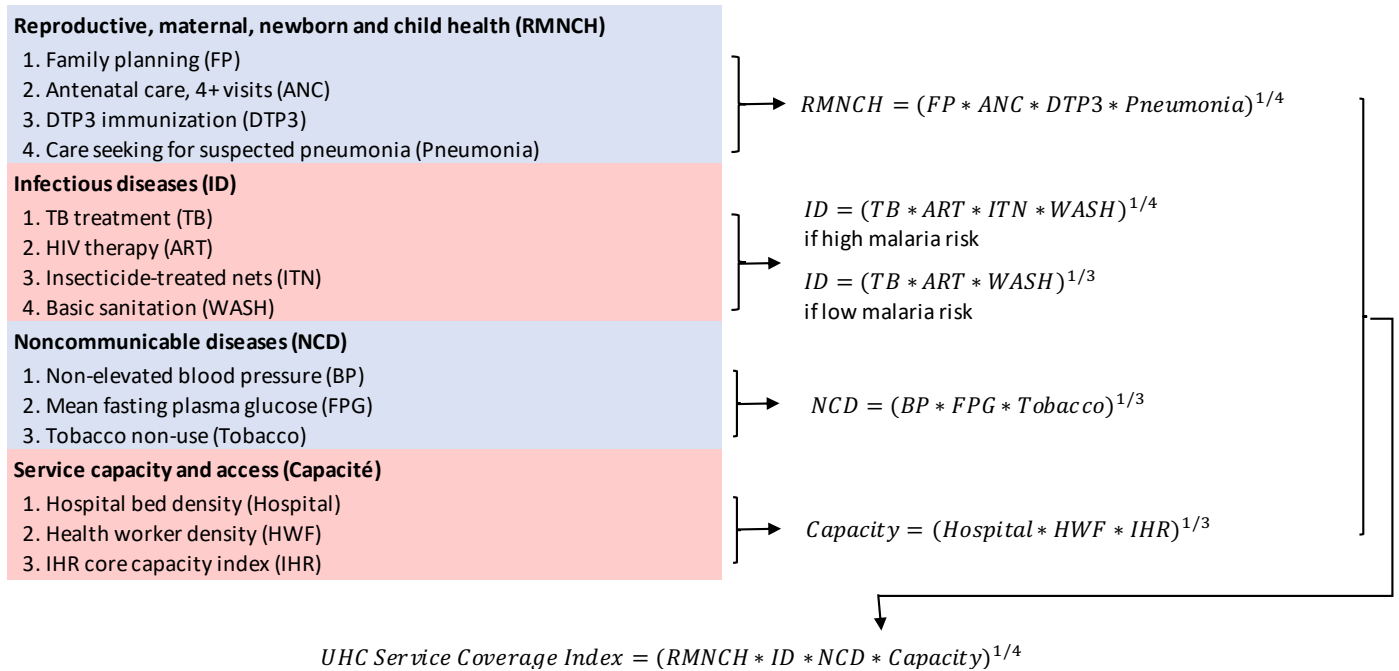 Reproductive, maternal, newborn and child health (RMNCH)
1. Family planning (FP)
2. Antenatal care, 4+ visits (ANC)
3. DTP3 immunization (DTP3)
4. Care seeking for suspected pneumonia (Pneumonia)
RMNCH = (FP * ANC * DTP3 * Pneumonia)^{1/4}
Infectious diseases (ID)
1. TB treatment (TB)
2. HIV therapy (ART)
3. Insecticide-treated nets (ITN)
4. Basic sanitation (WASH)
ID = (TB * ART * ITN * WASH)^{1/4}
if high malaria risk
ID = (TB * ART * WASH)^{1/3}
if low malaria risk
Noncommunicable diseases (NCD)
1. Non-elevated blood pressure (BP)
2. Mean fasting plasma glucose (FPG)
3. Tobacco non-use (Tobacco)
NCD = (BP * FPG * Tobacco)^{1/3}
Service capacity and access (Capacité)
1. Hospital bed density (Hospital)
2. Health worker density (HWF)
3. IHR core capacity index (IHR)
Capacity = (Hospital * HWF * IHR)^{1/3}
UHC Service Coverage Index = (RMNCH * ID * NCD * Capacity)^{1/4}